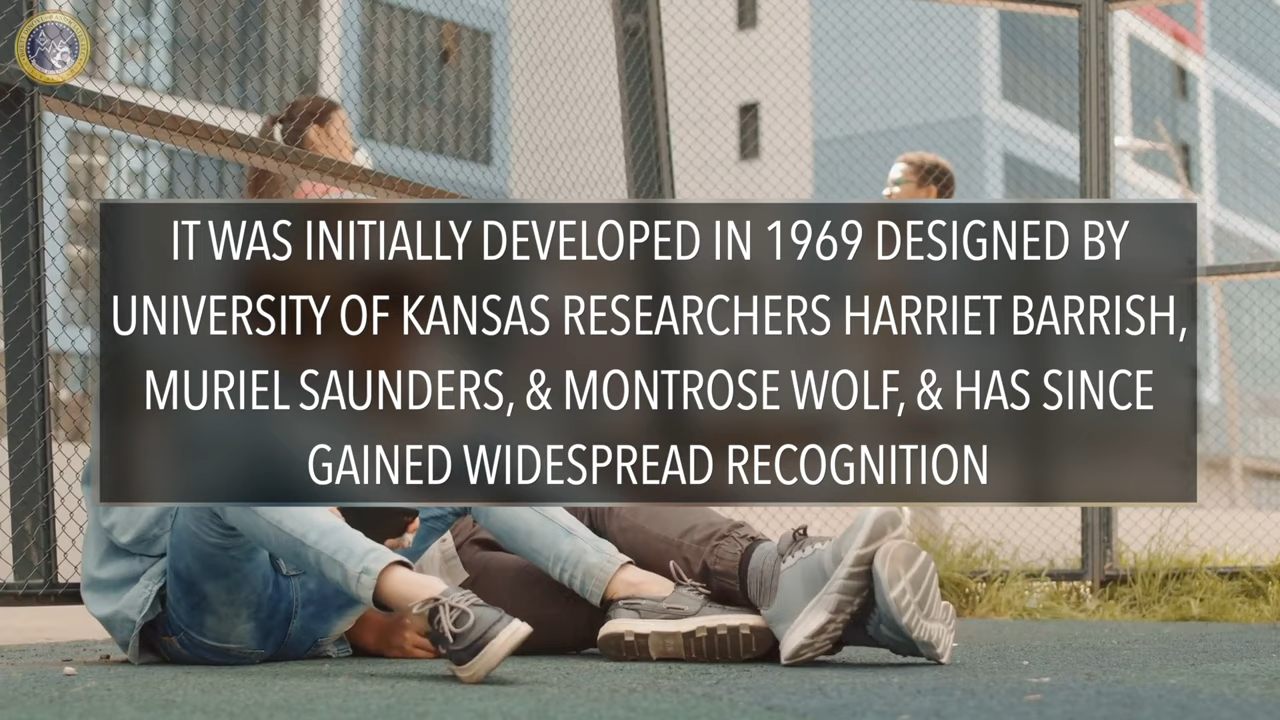 IT WAS INITIALLY DEVELOPED IN 1969 DESIGNED BY
UNIVERSITY OF KANSAS RESEARCHERS HARRIET BARRISH,
MURIEL SAUNDERS, & MONTROSE WOLF, & HAS SINCE
GAINED WIDESPREAD RECOGNITION